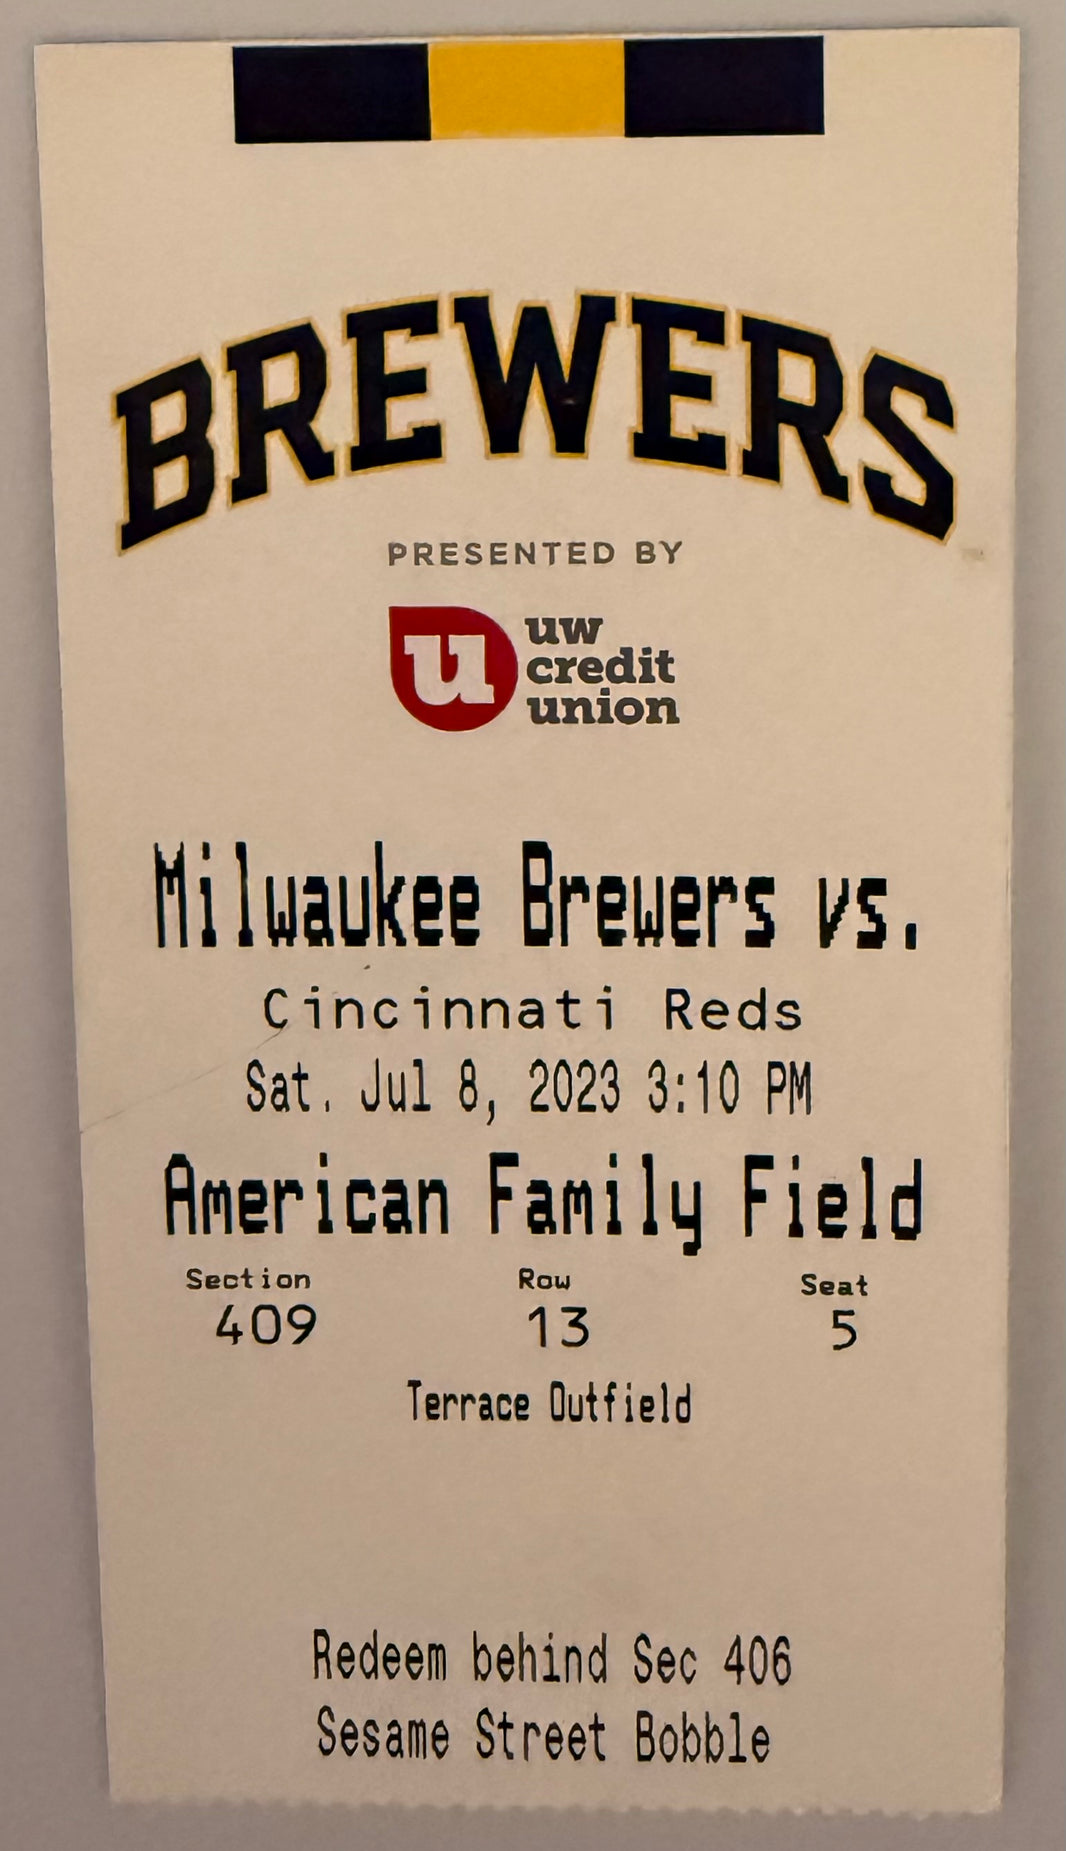 BREWERS
PRESENTED BY
u
uw
credit
union
Milwaukee Brewers vs.
Cincinnati Reds
Sat. Jul 8, 2023 3:10 PM
American Family Field
Section Row Seat
409 13 5
Terrace Outfield
Redeem behind Sec 406
Sesame Street Bobble